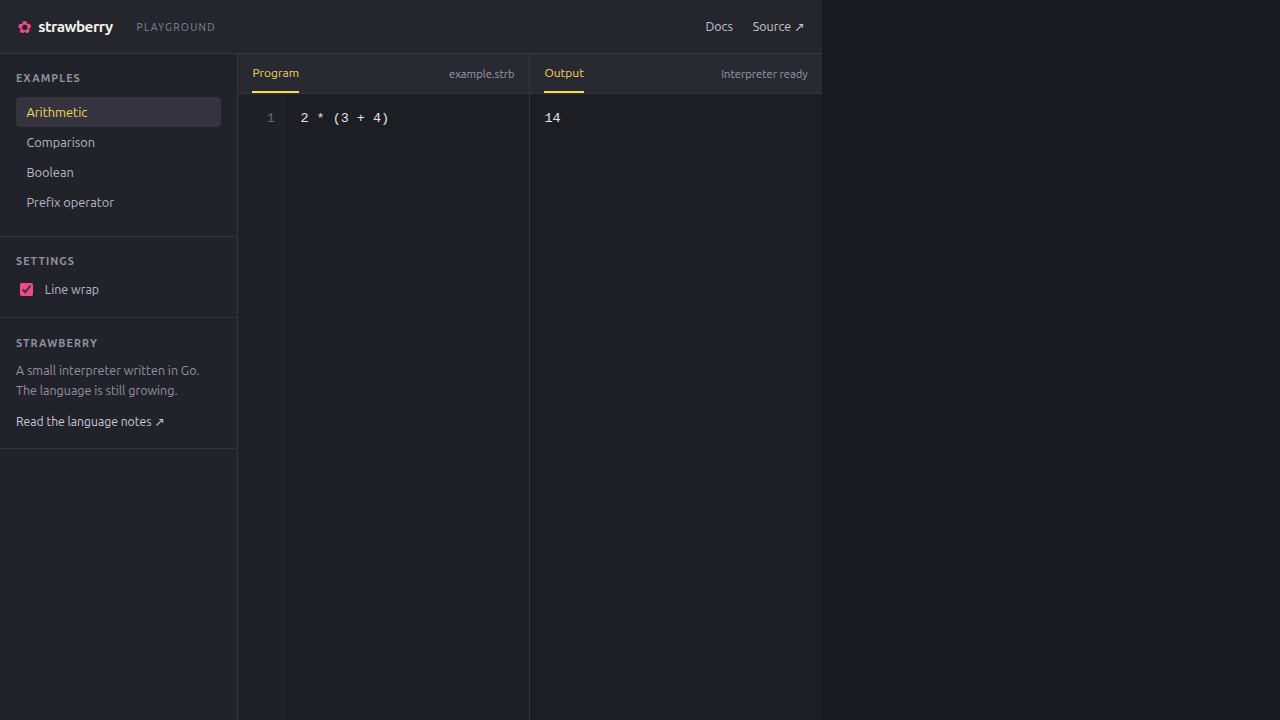 ✿ strawberry PLAYGROUND Docs Source ↗
EXAMPLES
Arithmetic
Comparison
Boolean
Prefix operator
SETTINGS
Line wrap
STRAWBERRY
A small interpreter written in Go.
The language is still growing.
Read the language notes ↗
Program example.strb
1 2 * (3 + 4)
Output Interpreter ready
14